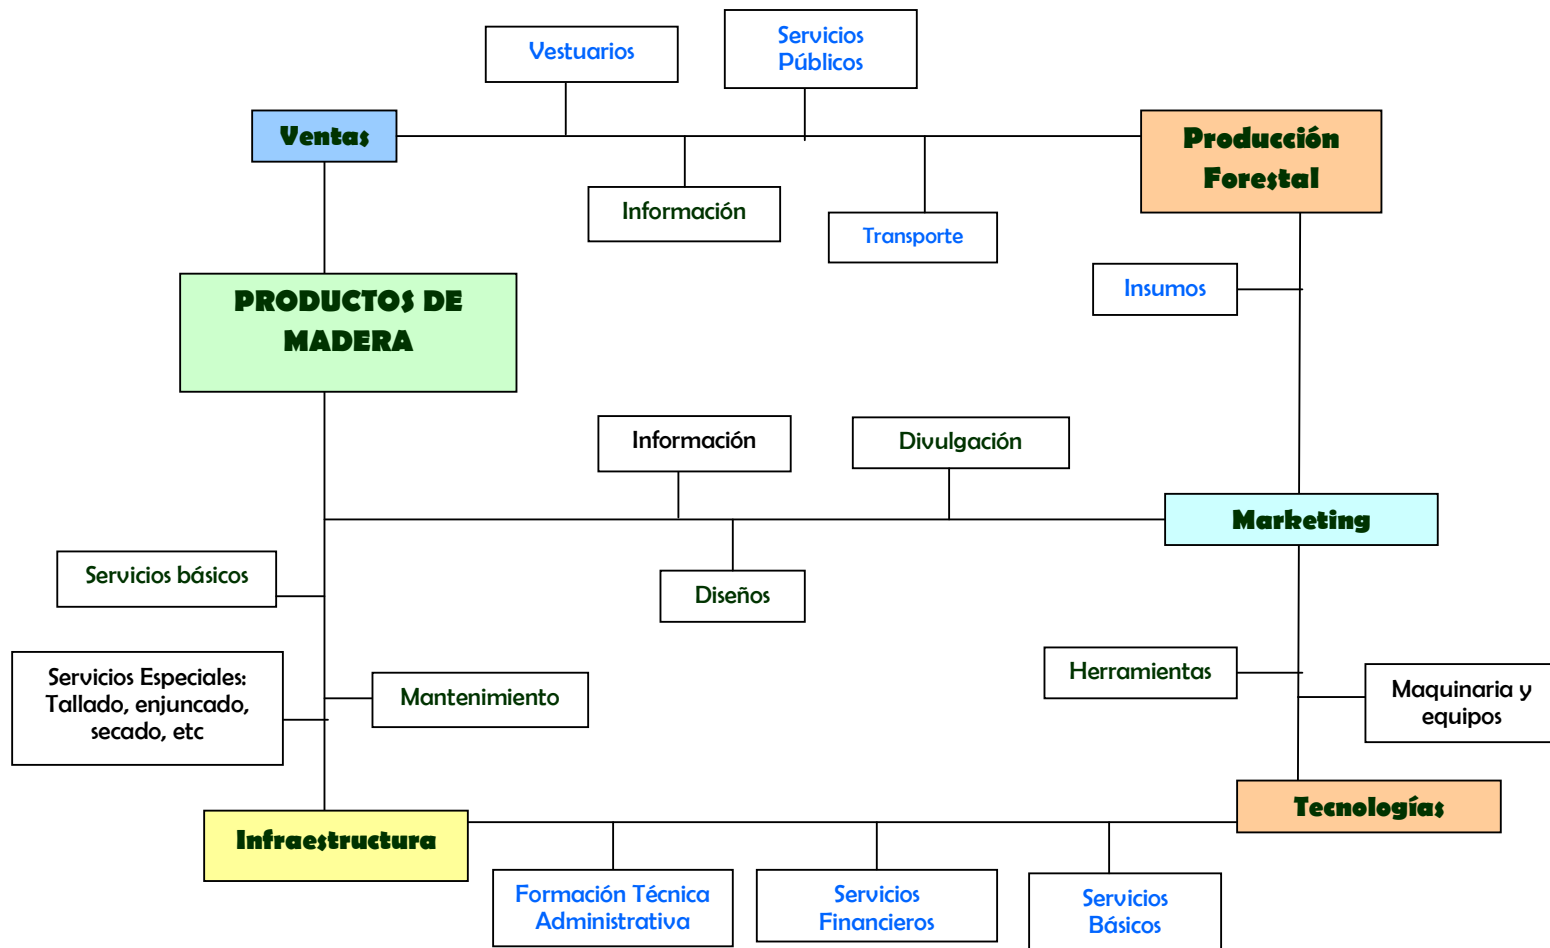 Vestuarios
Servicios
Públicos
Ventas
Producción
Forestal
Información
Transporte
Insumos
PRODUCTOS DE
MADERA
Información
Divulgación
Marketing
Servicios básicos
Diseños
Servicios Especiales:
Tallado, enjuncado,
secado, etc
Mantenimiento
Herramientas
Maquinaria y
equipos
Tecnologías
Infraestructura
Formación Técnica
Administrativa
Servicios
Financieros
Servicios
Básicos